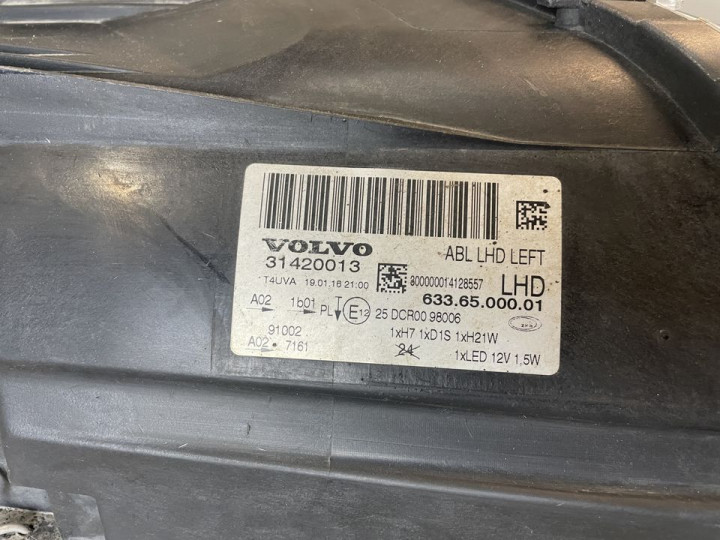 VOLVO
ABL LHD LEFT
31420013
800000014128557
LHD
T4UVA 19.01.16 21:00
633.65.000.01
A02 1b01 PL E12 25 DCR00 98006
91002
1xH7 1xD1S 1xH21W
A02 7161
24
1xLED 12V 1,5W